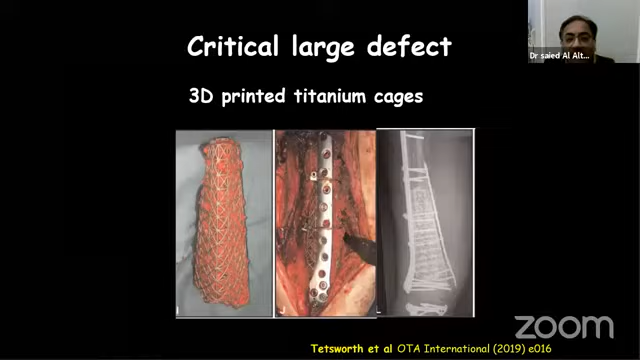 Critical large defect
Dr saied Al Alt...
3D printed titanium cages
Tetsworth et al OTA International (2019) e016
zoom